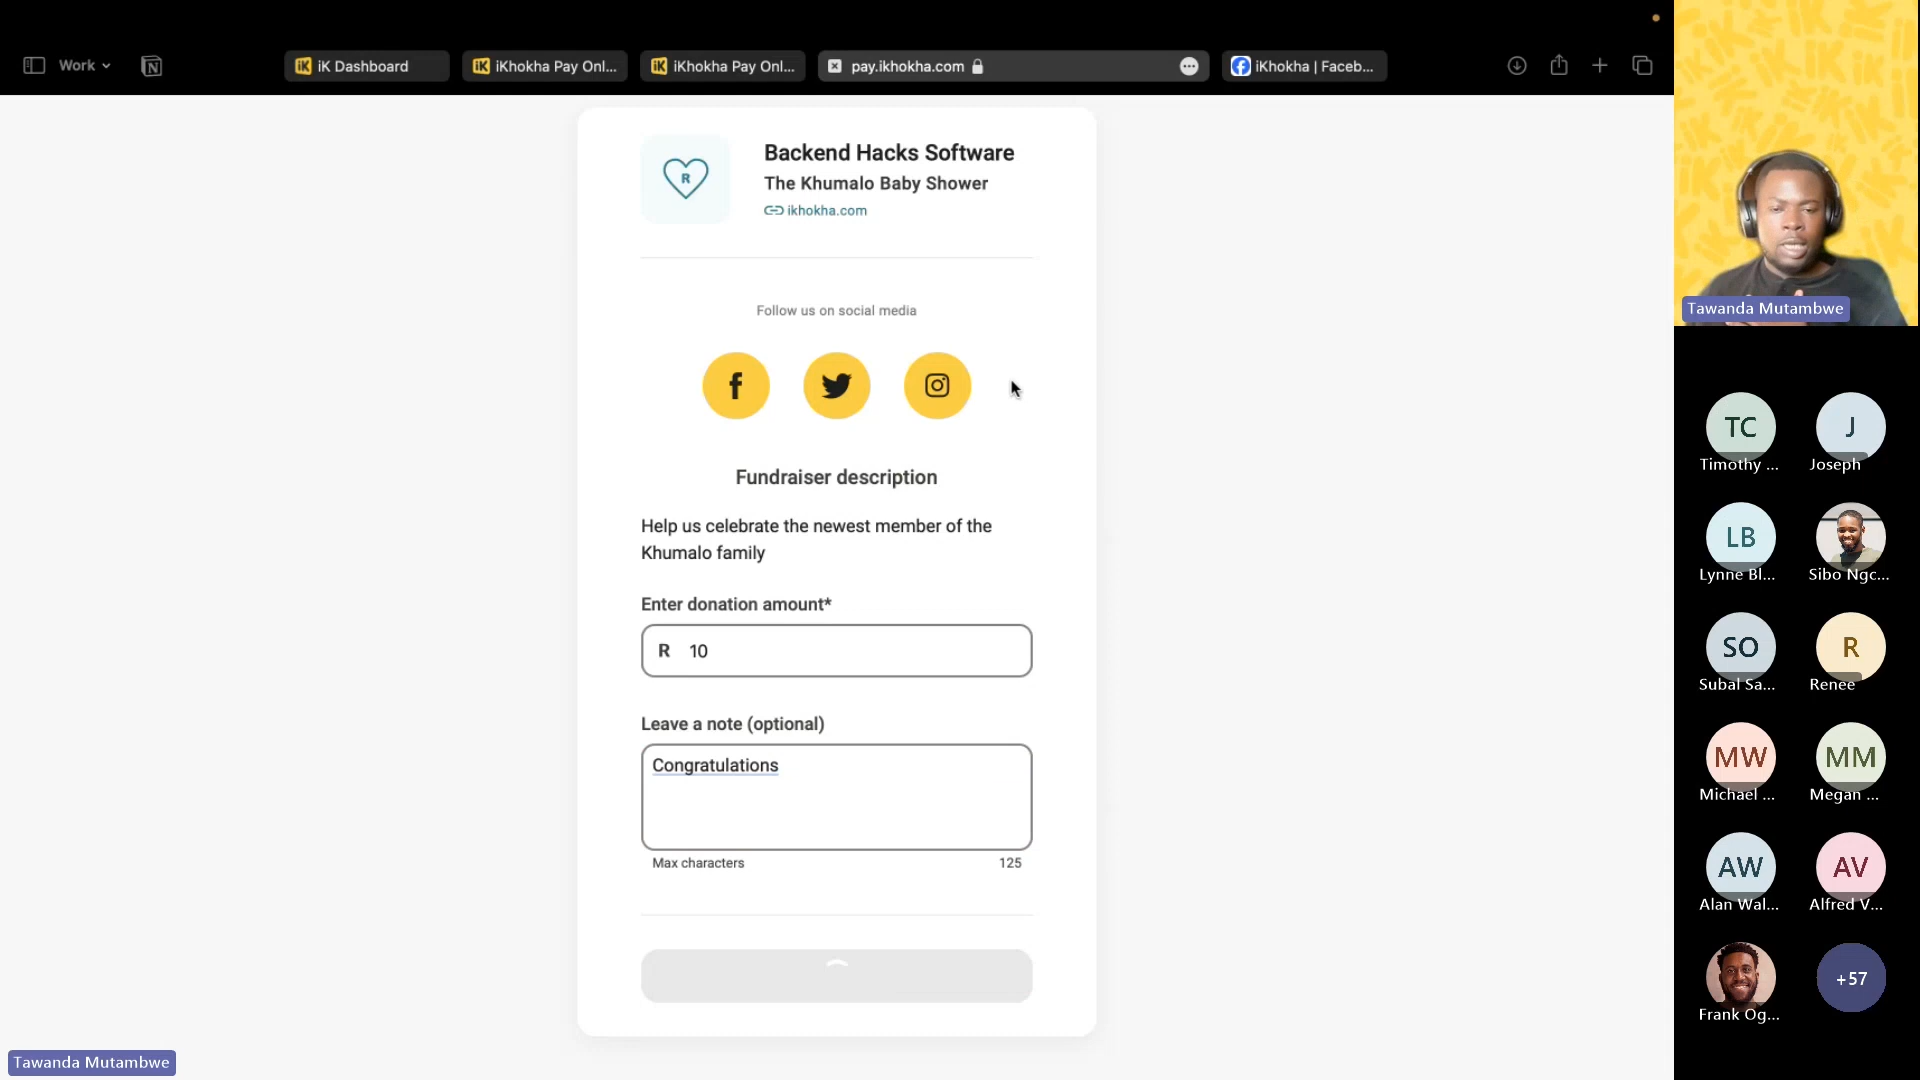 Work
iK Dashboard
iKhokha Pay Onl...
iKhokha Pay Onl...
pay.ikhokha.com
iKhokha | Faceb...
R
Backend Hacks Software
The Khumalo Baby Shower
ikhokha.com
Follow us on social media
Fundraiser description
Help us celebrate the newest member of the
Khumalo family
Enter donation amount*
R 10
Leave a note (optional)
Congratulations
Max characters 125
Tawanda Mutambwe
Tawanda Mutambwe
TC J
Timothy ... Joseph
LB
Lynne Bl... Sibo Ngc...
SO R
Subal Sa... Renee
MW MM
Michael ... Megan ...
AW AV
Alan Wal... Alfred V...
+57
Frank Og...